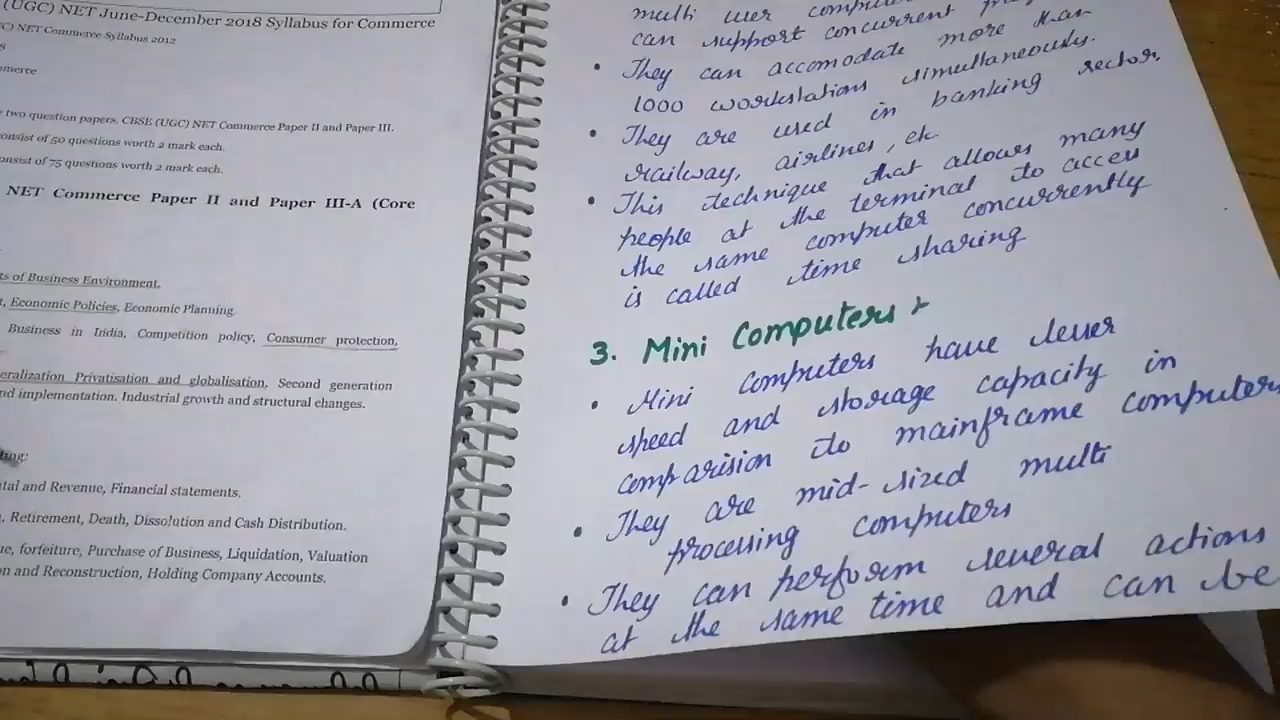 (UGC) NET June-December 2018 Syllabus for Commerce
NET Commerce Syllabus 2012
two question papers, CBSE (UGC) NET Commerce Paper II and Paper III.
consist of 50 questions worth 2 mark each.
consist of 75 questions worth 2 mark each.
NET Commerce Paper II and Paper III-A (Core
of Business Environment.
Economic Policies, Economic Planning
Business in India, Competition policy, Consumer protection,
Privatisation and globalisation, Second generation
implementation. Industrial growth and structural changes.
and Revenue, Financial statements.
Retirement, Death, Dissolution and Cash Distribution.
forfeiture, Purchase of Business, Liquidation, Valuation
and Reconstruction, Holding Company Accounts.
multi user
can support concurrent
• They can accomodate more than
1000 workstations simultaneously.
• They are used in banking sector,
railway, airlines, etc
• This technique that allows many
people at the terminal to access
the same computer concurrently
is called time sharing
3. Mini Computers
• Mini computers have lesser
speed and storage capacity in
comparision to mainframe computers
• They are mid-sized multi
processing computers
• They can perform several actions
at the same time and can be